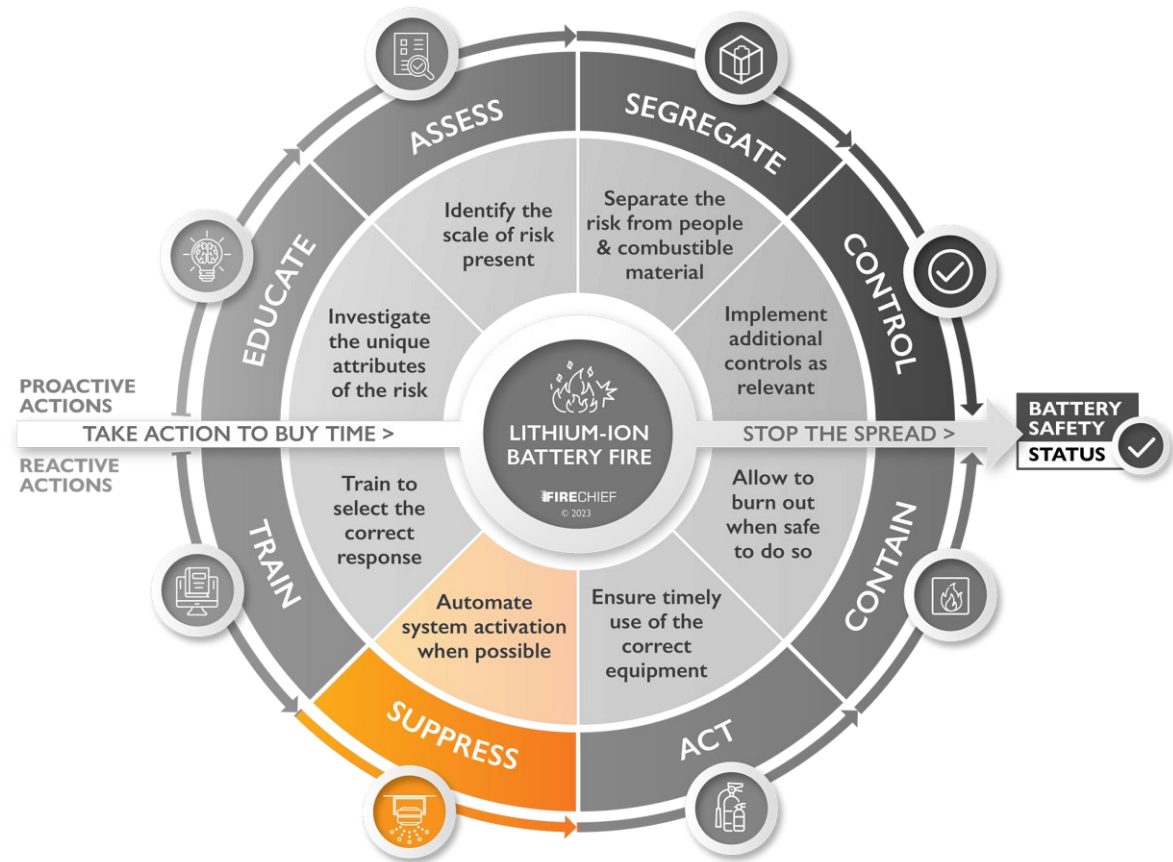 ASSESS
Identify the
scale of risk
present
SEGREGATE
Separate the
risk from people
& combustible
material
EDUCATE
Investigate
the unique
attributes
of the risk
CONTROL
Implement
additional
controls as
relevant
PROACTIVE
ACTIONS
TAKE ACTION TO BUY TIME >
REACTIVE
ACTIONS
LITHIUM-ION
BATTERY FIRE
FIRECHIEF
© 2023
STOP THE SPREAD >
BATTERY
SAFETY
STATUS
TRAIN
Train to
select the
correct
response
SUPPRESS
Automate
system activation
when possible
ACT
Ensure timely
use of the
correct
equipment
CONTAIN
Allow to
burn out
when safe
to do so